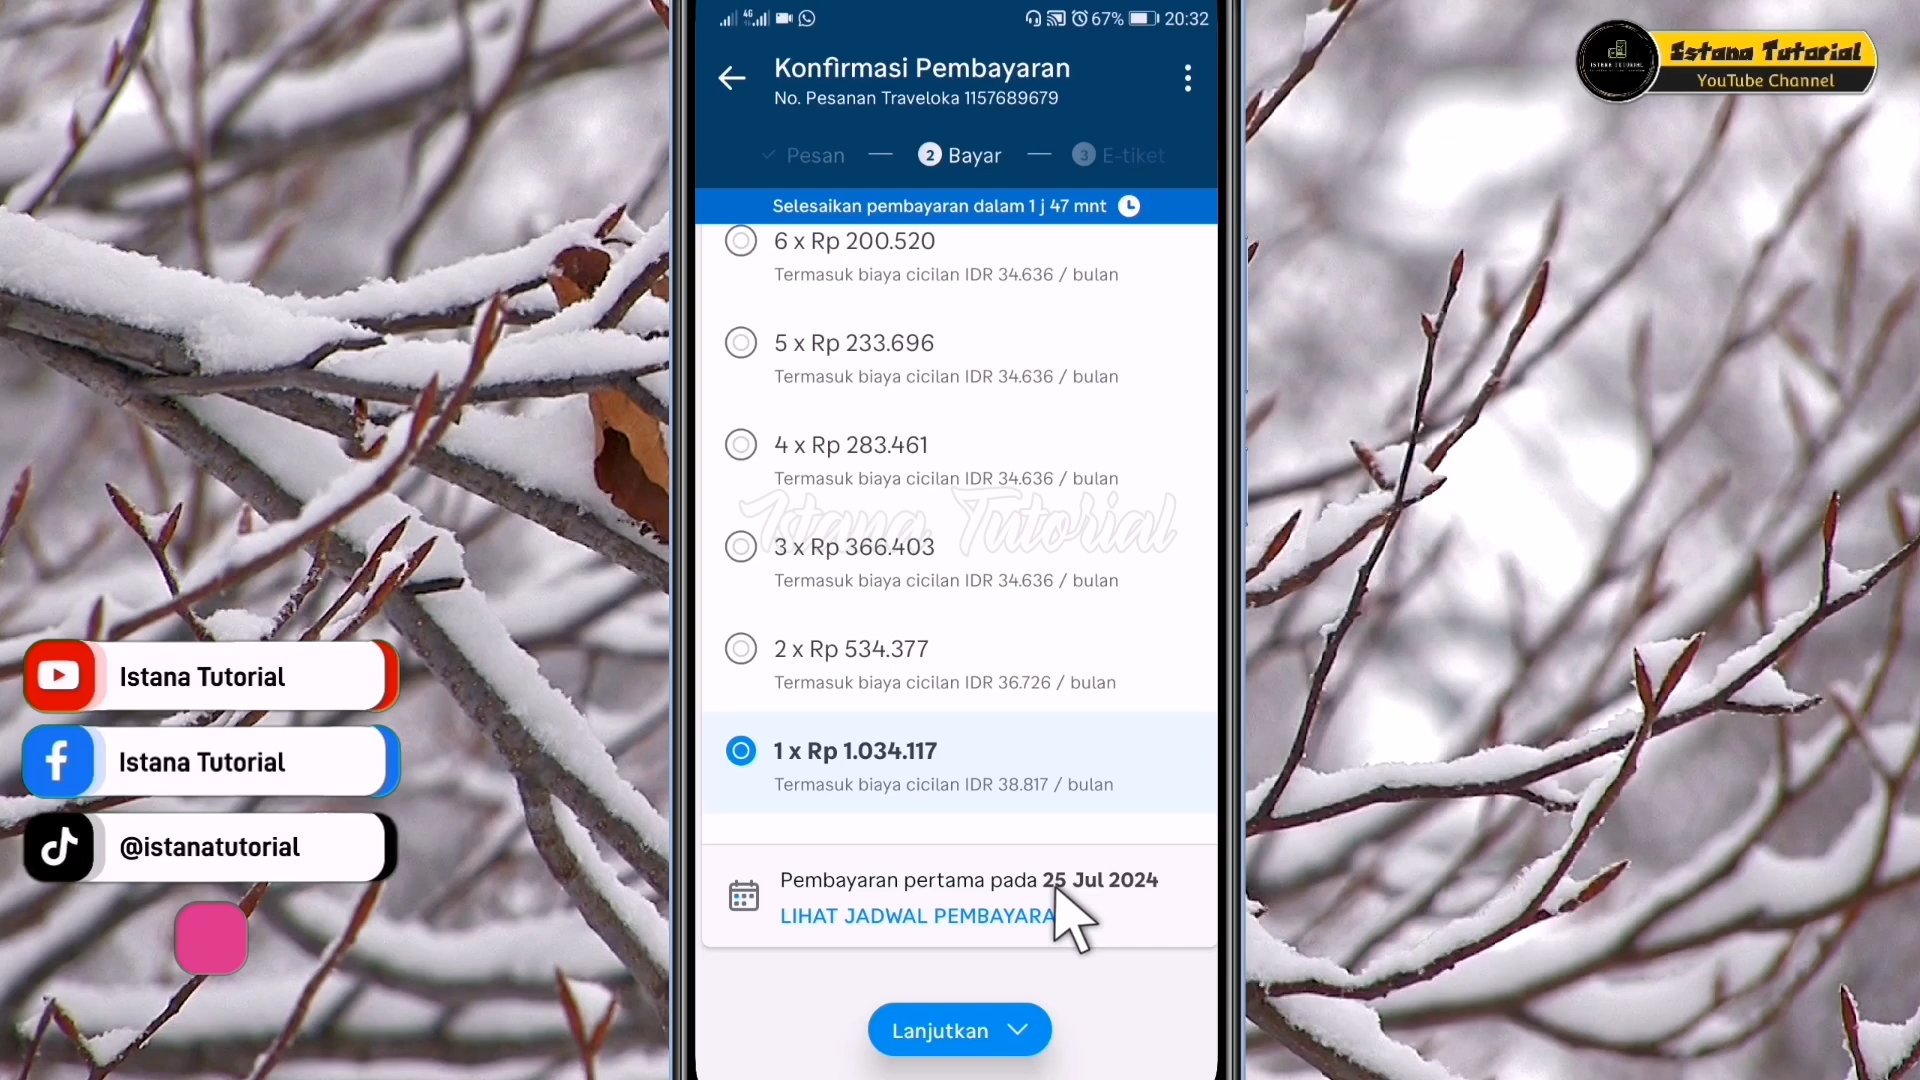 4G 67% 20:32
Konfirmasi Pembayaran
No. Pesanan Traveloka 1157689679
Pesan — 2 Bayar — 3 E-tiket
Selesaikan pembayaran dalam 1 j 47 mnt
6 x Rp 200.520
Termasuk biaya cicilan IDR 34.636 / bulan
5 x Rp 233.696
Termasuk biaya cicilan IDR 34.636 / bulan
4 x Rp 283.461
Termasuk biaya cicilan IDR 34.636 / bulan
Istana Tutorial
3 x Rp 366.403
Termasuk biaya cicilan IDR 34.636 / bulan
2 x Rp 534.377
Termasuk biaya cicilan IDR 36.726 / bulan
1 x Rp 1.034.117
Termasuk biaya cicilan IDR 38.817 / bulan
Pembayaran pertama pada 25 Jul 2024
LIHAT JADWAL PEMBAYARA
Lanjutkan
Istana Tutorial
YouTube Channel
ISTANA TUTORIAL
Istana Tutorial
Istana Tutorial
@istanatutorial